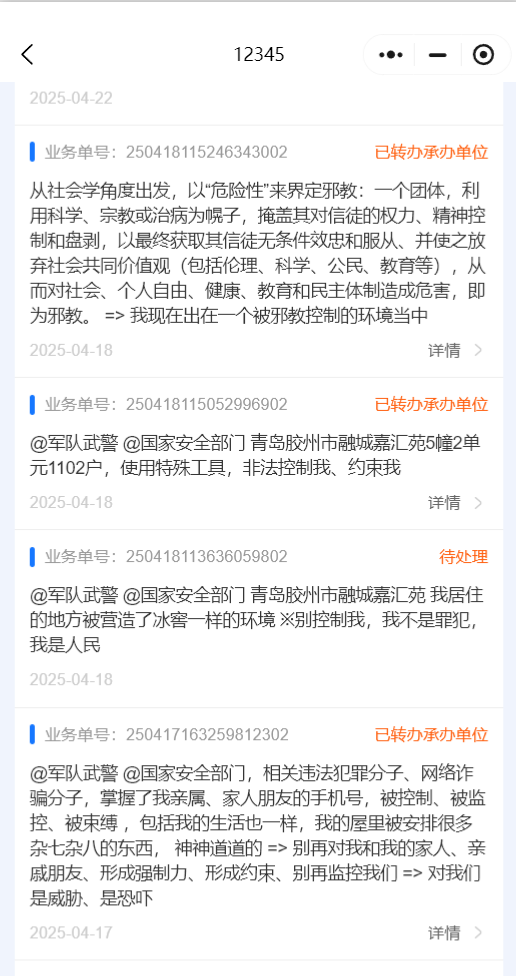 12345
2025-04-22
业务单号：250418115246343002 已转办承办单位
从社会学角度出发，以“危险性”来界定邪教：一个团体，利
用科学、宗教或治病为幌子，掩盖其对信徒的权力、精神控
制和盘剥，以最终获取其信徒无条件效忠和服从、并使之放
弃社会共同价值观（包括伦理、科学、公民、教育等），从
而对社会、个人自由、健康、教育和民主体制造成危害，即
为邪教。 => 我现在出在一个被邪教控制的环境当中
2025-04-18 详情
业务单号：250418115052996902 已转办承办单位
@军队武警 @国家安全部门 青岛胶州市融城嘉汇苑5幢2单
元1102户，使用特殊工具，非法控制我、约束我
2025-04-18 详情
业务单号：250418113636059802 待处理
@军队武警 @国家安全部门 青岛胶州市融城嘉汇苑 我居住
的地方被营造了冰窖一样的环境 ※别控制我，我不是罪犯，
我是人民
2025-04-18
业务单号：250417163259812302 已转办承办单位
@军队武警 @国家安全部门，相关违法犯罪分子、网络诈
骗分子，掌握了我亲属、家人朋友的手机号，被控制、被监
控、被束缚 ，包括我的生活也一样，我的屋里被安排很多
杂七杂八的东西， 神神道道的 => 别再对我和我的家人、亲
戚朋友、形成强制力、形成约束、别再监控我们 => 对我们
是威胁、是恐吓
2025-04-17 详情